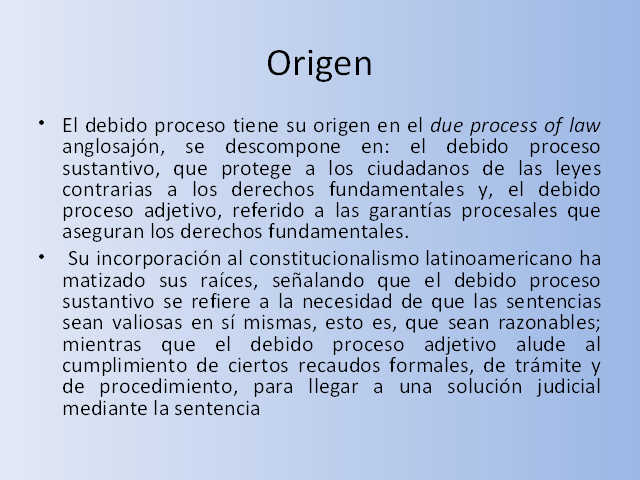 Origen
• El debido proceso tiene su origen en el due process of law
anglosajón, se descompone en: el debido proceso
sustantivo, que protege a los ciudadanos de las leyes
contrarias a los derechos fundamentales y, el debido
proceso adjetivo, referido a las garantías procesales que
aseguran los derechos fundamentales.
• Su incorporación al constitucionalismo latinoamericano ha
matizado sus raíces, señalando que el debido proceso
sustantivo se refiere a la necesidad de que las sentencias
sean valiosas en sí mismas, esto es, que sean razonables;
mientras que el debido proceso adjetivo alude al
cumplimiento de ciertos recaudos formales, de trámite y
de procedimiento, para llegar a una solución judicial
mediante la sentencia